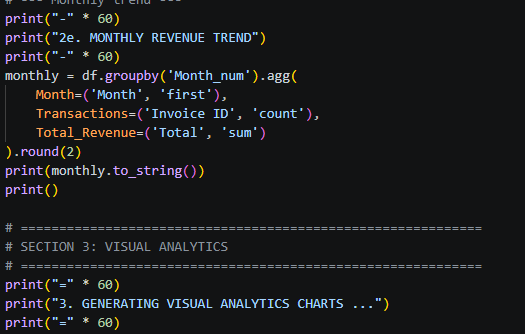 # === Monthly trend ===
print("-" * 60)
print("2e. MONTHLY REVENUE TREND")
print("-" * 60)
monthly = df.groupby('Month_num').agg(
    Month=('Month', 'first'),
    Transactions=('Invoice ID', 'count'),
    Total_Revenue=('Total', 'sum')
).round(2)
print(monthly.to_string())
print()
# ============================================================
# SECTION 3: VISUAL ANALYTICS
# ============================================================
print("=" * 60)
print("3. GENERATING VISUAL ANALYTICS CHARTS ...")
print("=" * 60)